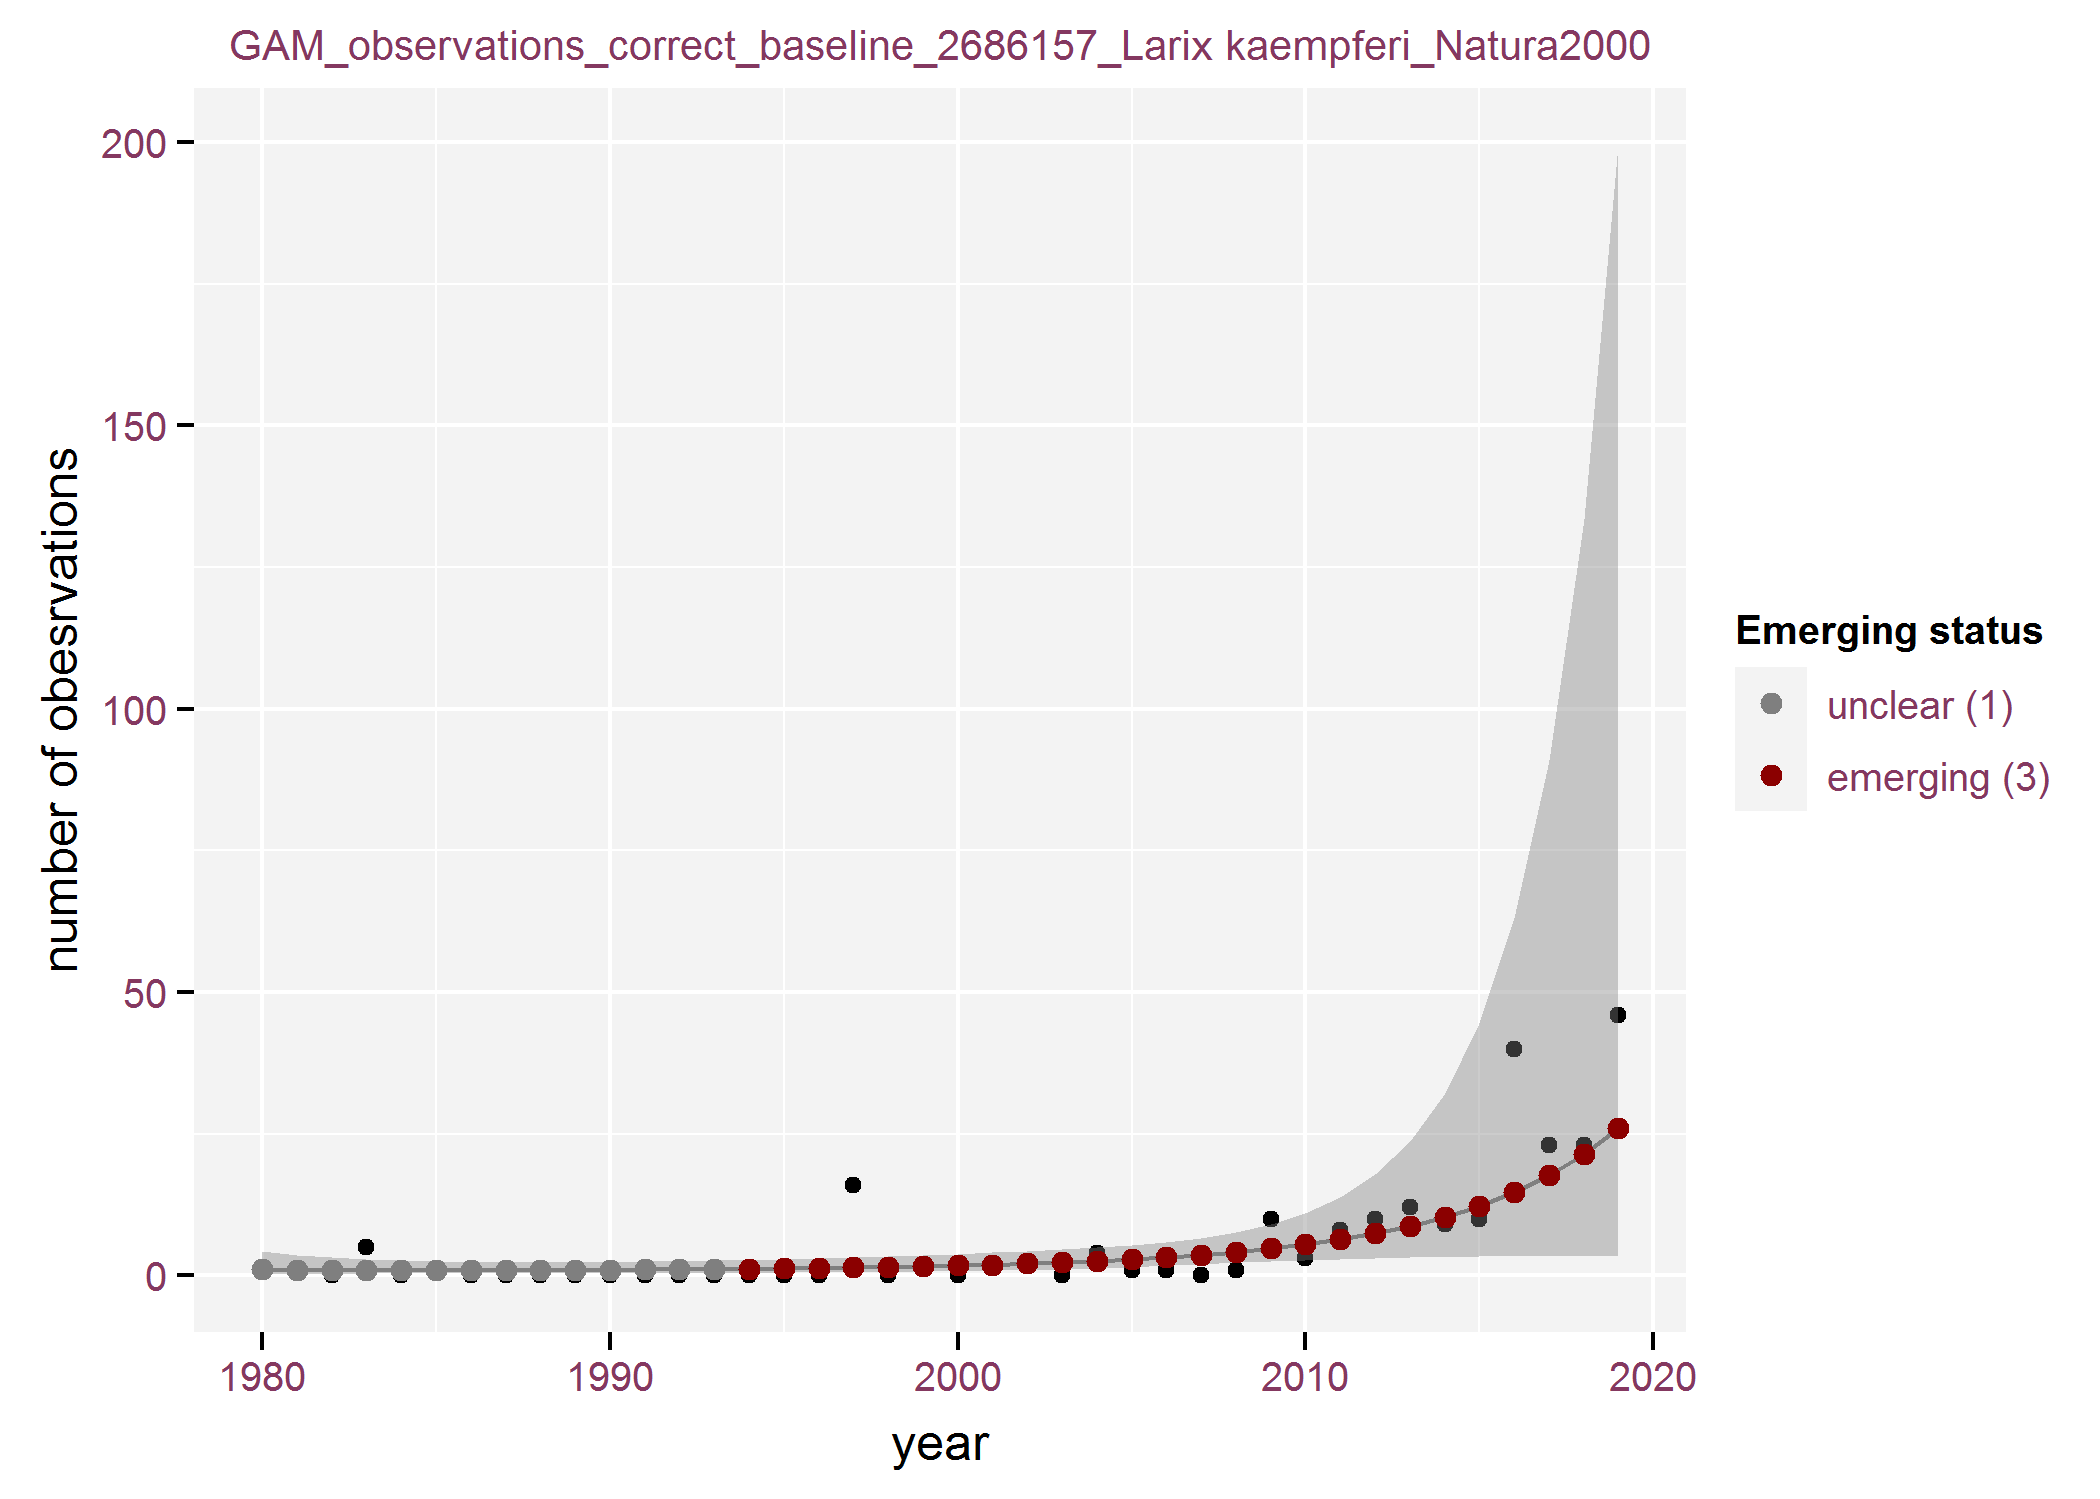 GAM_observations_correct_baseline_2686157_Larix kaempferi_Natura2000
200
150
100
50
0
number of obesrvations
1980 1990 2000 2010 2020
year
Emerging status
unclear (1)
emerging (3)